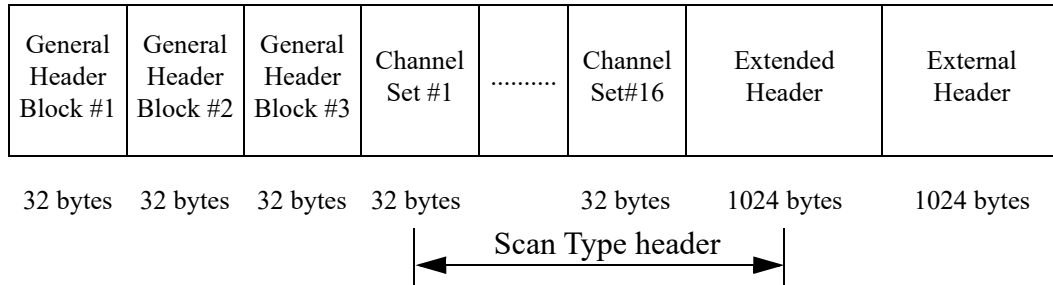 General
Header
Block #1
General
Header
Block #2
General
Header
Block #3
Channel
Set #1
..........
Channel
Set#16
Extended
Header
External
Header
32 bytes 32 bytes 32 bytes 32 bytes 32 bytes 1024 bytes 1024 bytes
Scan Type header